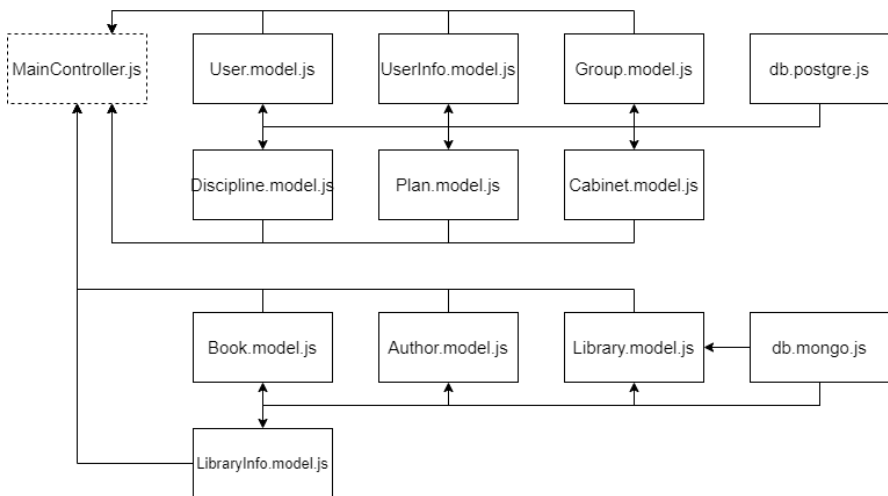 MainController.js
User.model.js
UserInfo.model.js
Group.model.js
db.postgre.js
Discipline.model.js
Plan.model.js
Cabinet.model.js
Book.model.js
Author.model.js
Library.model.js
db.mongo.js
LibraryInfo.model.js